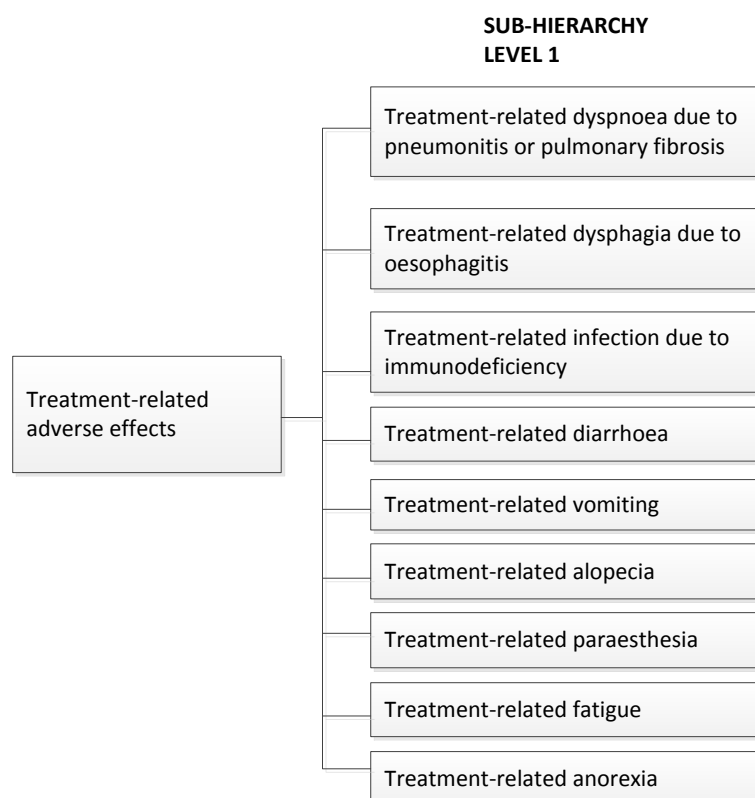 SUB-HIERARCHY
LEVEL 1
Treatment-related dyspnoea due to
pneumonitis or pulmonary fibrosis
Treatment-related dysphagia due to
oesophagitis
Treatment-related infection due to
immunodeficiency
Treatment-related
adverse effects
Treatment-related diarrhoea
Treatment-related vomiting
Treatment-related alopecia
Treatment-related paraesthesia
Treatment-related fatigue
Treatment-related anorexia